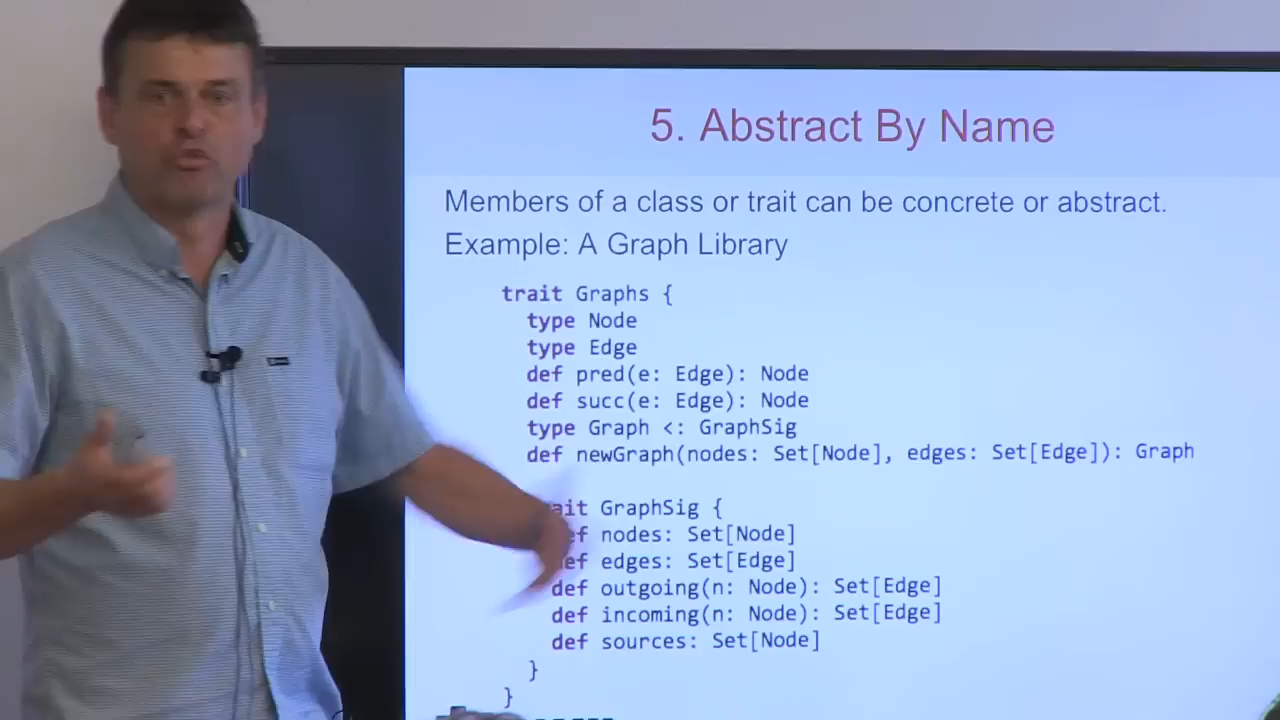 5. Abstract By Name
Members of a class or trait can be concrete or abstract.
Example: A Graph Library
trait Graphs {
type Node
type Edge
def pred(e: Edge): Node
def succ(e: Edge): Node
type Graph <: GraphSig
def newGraph(nodes: Set[Node], edges: Set[Edge]): Graph
ait GraphSig {
ef nodes: Set[Node]
ef edges: Set[Edge]
def outgoing(n: Node): Set[Edge]
def incoming(n: Node): Set[Edge]
def sources: Set[Node]
}
}